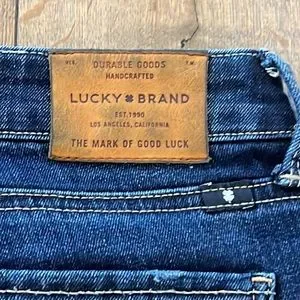 DURABLE GOODS
HANDCRAFTED
LUCKY BRAND
EST. 1990
LOS ANGELES, CALIFORNIA
THE MARK OF GOOD LUCK